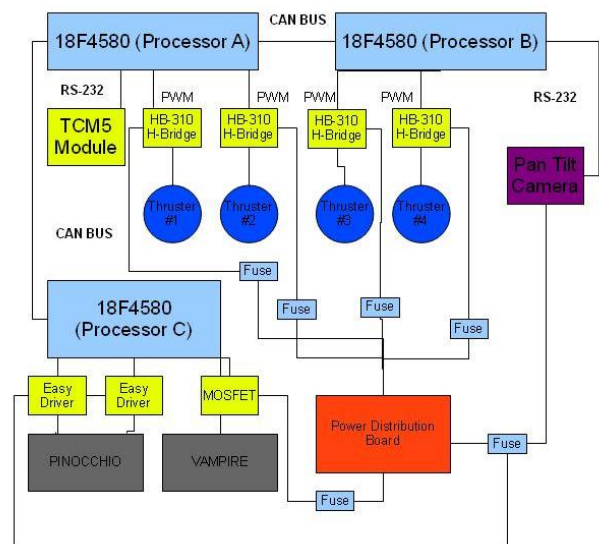 CAN BUS
18F4580 (Processor A)
18F4580 (Processor B)
RS-232
PWM
PWM
PWM
PWM
RS-232
TCM5
Module
HB-310
H-Bridge
HB-310
H-Bridge
HB-310
H-Bridge
HB-310
H-Bridge
Pan Tilt
Camera
Thruster
#1
Thruster
#2
Thruster
#3
Thruster
#4
CAN BUS
Fuse
Fuse
Fuse
Fuse
18F4580
(Processor C)
Easy
Driver
Easy
Driver
MOSFET
Power Distribution
Board
Fuse
PINOCCHIO
VAMPIRE
Fuse